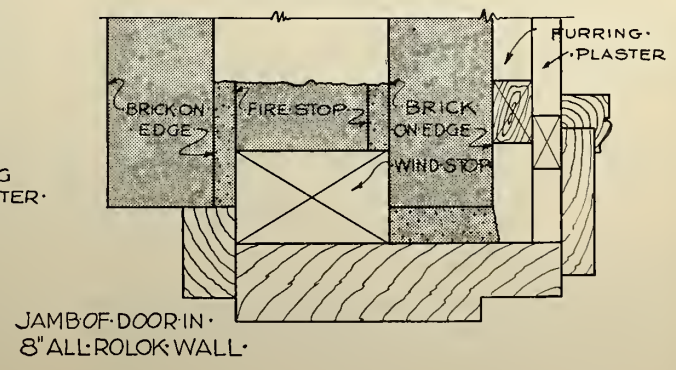 FURRING·
·PLASTER
BRICK ON
EDGE
FIRE STOP
BRICK
ON EDGE
WIND STOP
G
TER·
JAMB·OF·DOOR·IN·
8" ALL·ROLOK·WALL·